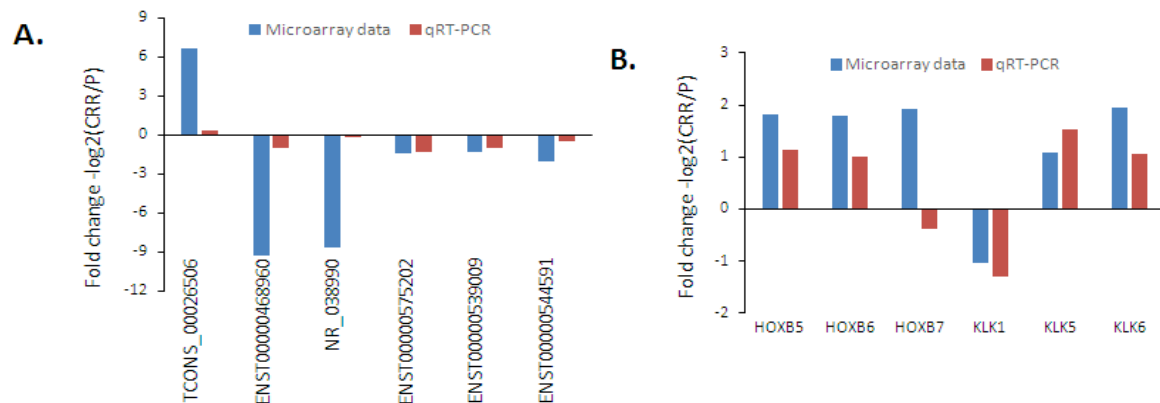 A.
Microarray data
qRT-PCR
Fold change -log2(CRR/P)
9
6
3
0
-3
-6
-9
-12
TCONS_00026506
ENST00000468960
NR_038990
ENST00000575202
ENST00000539009
ENST00000544591
B.
Microarray data
qRT-PCR
Fold change -log2(CRR/P)
3
2
1
0
-1
-2
HOXB5
HOXB6
HOXB7
KLK1
KLK5
KLK6